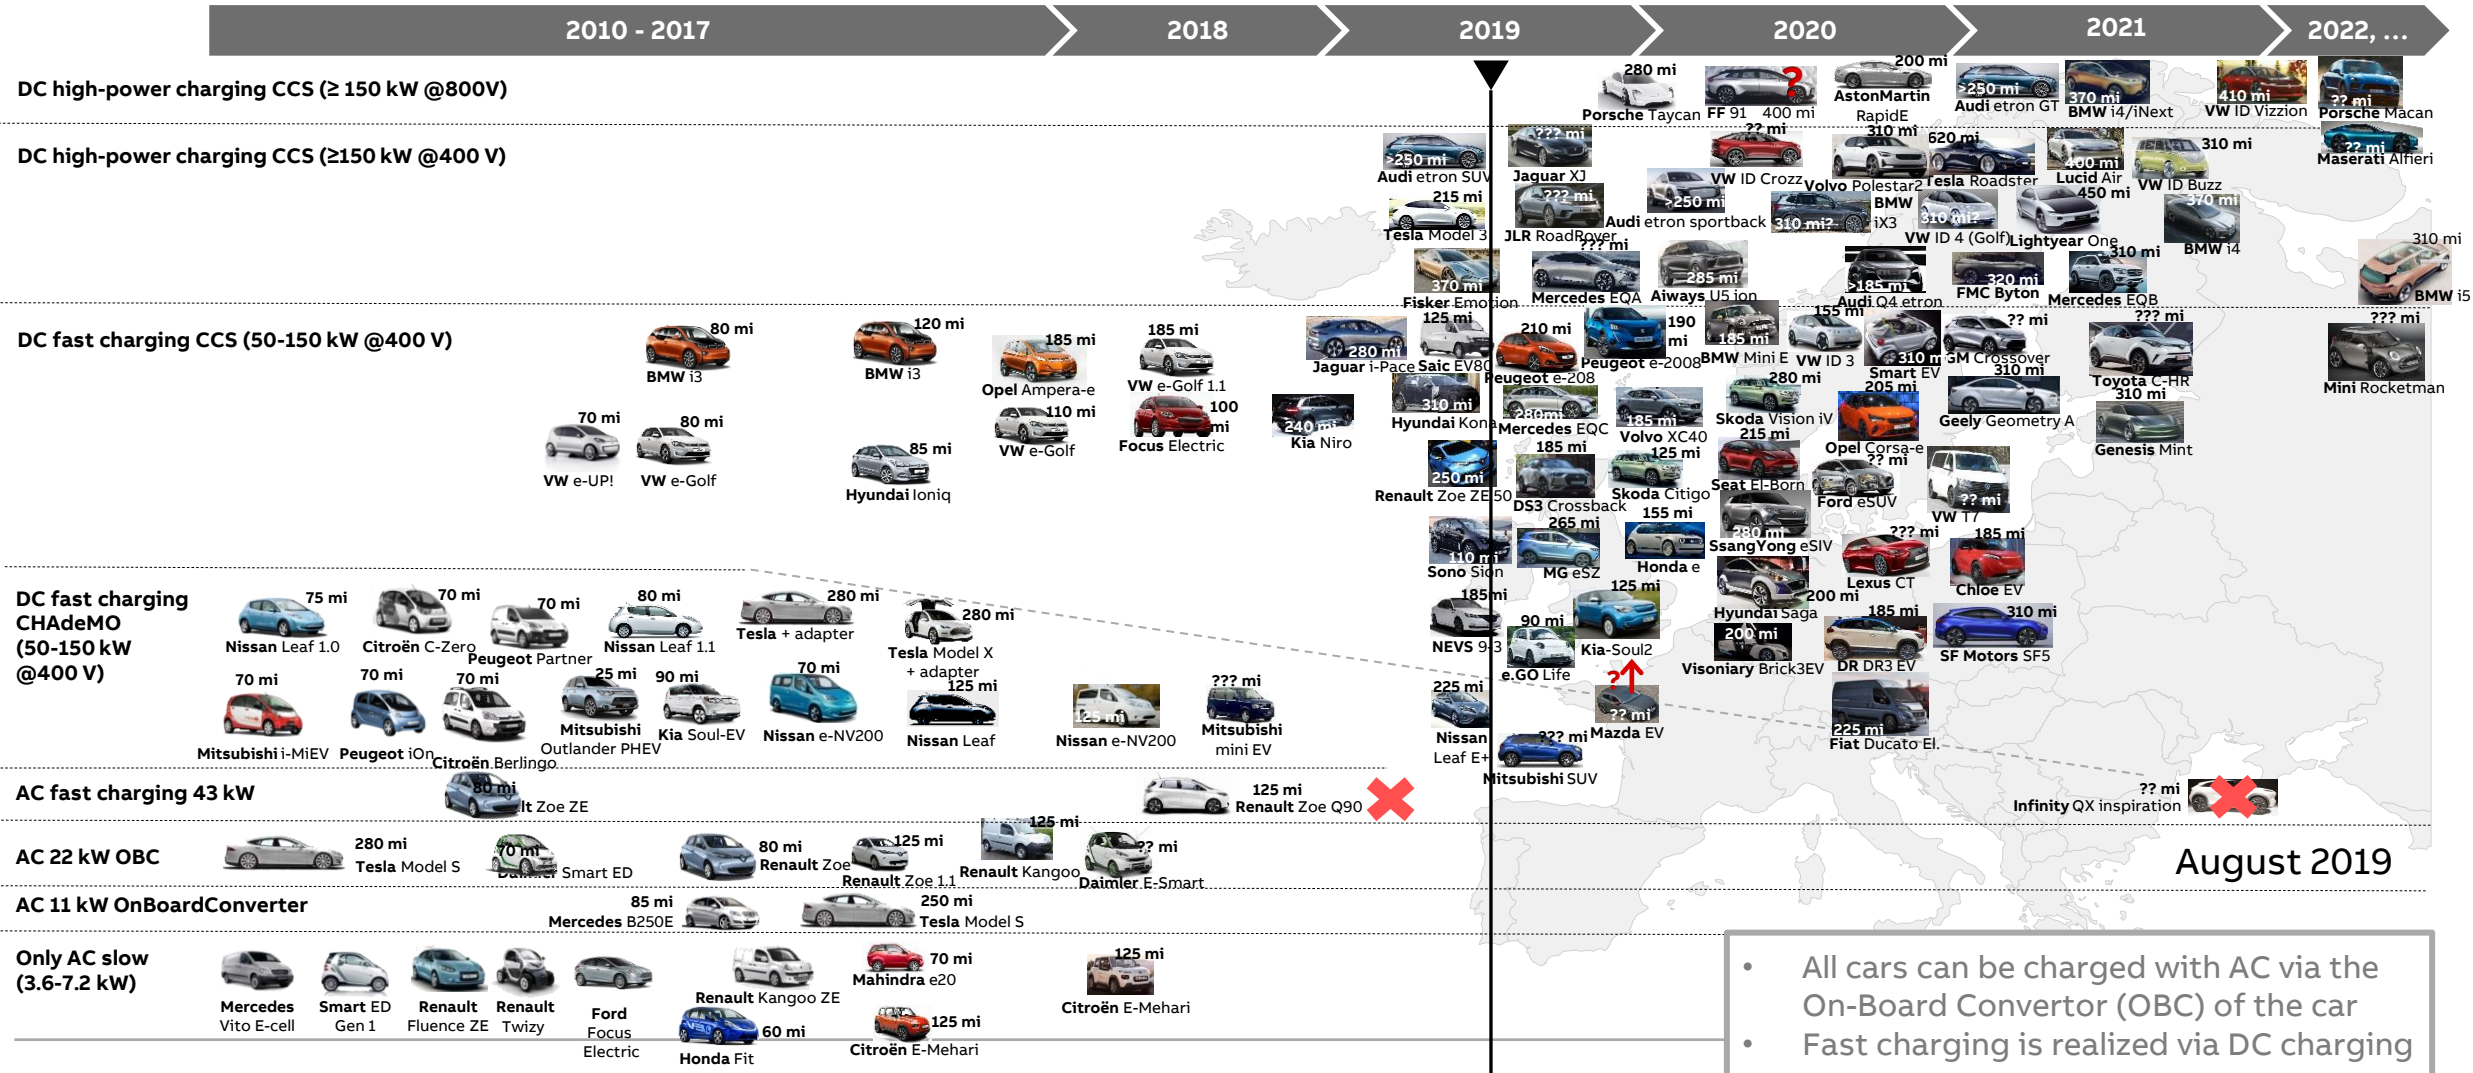 2010 - 2017
2018
2019
2020
2021
2022, ...
DC high-power charging CCS (≥ 150 kW @800V)
280 mi
Porsche Taycan
?
FF 91 400 mi
200 mi
AstonMartin
RapidE
>250 mi
Audi etron GT
370 mi
BMW i4/iNext
410 mi
VW ID Vizzion
?? mi
Porsche Macan
DC high-power charging CCS (≥150 kW @400 V)
>250 mi
Audi etron SUV
??? mi
Jaguar XJ
?? mi
VW ID Crozz
310 mi
Volvo Polestar2
620 mi
Tesla Roadster
400 mi
Lucid Air
310 mi
VW ID Buzz
?? mi
Maserati Alfieri
215 mi
Tesla Model 3
??? mi
JLR RoadRover
>250 mi
Audi etron sportback
310 mi?
BMW
iX3
310 mi?
VW ID 4 (Golf)
450 mi
Lightyear One
370 mi
BMW i4
370 mi
Fisker Emotion
??? mi
Mercedes EQA
285 mi
Aiways U5 ion
>185 mi
Audi Q4 etron
320 mi
FMC Byton
310 mi
Mercedes EQB
310 mi
BMW i5
DC fast charging CCS (50-150 kW @400 V)
80 mi
BMW i3
120 mi
BMW i3
185 mi
Opel Ampera-e
185 mi
VW e-Golf 1.1
280 mi
Jaguar i-Pace
125 mi
Saic EV80
210 mi
Peugeot e-208
190
mi
Peugeot e-2008
185 mi
BMW Mini E
155 mi
VW ID 3
310 m
Smart EV
?? mi
GM Crossover
??? mi
Toyota C-HR
??? mi
Mini Rocketman
70 mi
VW e-UP!
80 mi
VW e-Golf
85 mi
Hyundai Ioniq
110 mi
VW e-Golf
100
mi
Focus Electric
240 mi
Kia Niro
310 mi
Hyundai Kona
280mi
Mercedes EQC
185 mi
Volvo XC40
280 mi
Skoda Vision iV
205 mi
Opel Corsa-e
310 mi
Geely Geometry A
310 mi
Genesis Mint
250 mi
Renault Zoe ZE 50
185 mi
DS3 Crossback
125 mi
Skoda Citigo
215 mi
Seat El-Born
?? mi
Ford eSUV
?? mi
VW T7
110 mi
Sono Sion
265 mi
MG eSZ
155 mi
Honda e
280 mi
SsangYong eSIV
??? mi
Lexus CT
185 mi
Chloe EV
185mi
NEVS 9-3
90 mi
e.GO Life
125 mi
Kia-Soul2
200 mi
Hyundai Saga
200 mi
Visoniary Brick3EV
185 mi
DR DR3 EV
310 mi
SF Motors SF5
225 mi
Fiat Ducato El.
DC fast charging
CHAdeMO
(50-150 kW
@400 V)
75 mi
Nissan Leaf 1.0
70 mi
Citroën C-Zero
70 mi
Peugeot Partner
80 mi
Nissan Leaf 1.1
280 mi
Tesla + adapter
280 mi
Tesla Model X
+ adapter
70 mi
Mitsubishi i-MiEV
70 mi
Peugeot iOn
70 mi
Citroën Berlingo
25 mi
Mitsubishi
Outlander PHEV
90 mi
Kia Soul-EV
70 mi
Nissan e-NV200
125 mi
Nissan Leaf
125 mi
Nissan e-NV200
??? mi
Mitsubishi
mini EV
225 mi
Nissan
Leaf E+
??? mi
Mitsubishi SUV
?
?? mi
Mazda EV
AC fast charging 43 kW
80 mi
lt Zoe ZE
125 mi
Renault Zoe Q90
?? mi
Infinity QX inspiration
AC 22 kW OBC
280 mi
Tesla Model S
70 mi
Daimler Smart ED
80 mi
Renault Zoe
125 mi
Renault Zoe 1.1
125 mi
Renault Kangoo
?? mi
Daimler E-Smart
August 2019
AC 11 kW OnBoardConverter
85 mi
Mercedes B250E
250 mi
Tesla Model S
Only AC slow
(3.6-7.2 kW)
Mercedes
Vito E-cell
Smart ED
Gen 1
Renault
Fluence ZE
Renault
Twizy
Ford
Focus
Electric
Renault Kangoo ZE
60 mi
Honda Fit
70 mi
Mahindra e20
125 mi
Citroën E-Mehari
125 mi
Citroën E-Mehari
• All cars can be charged with AC via the
On-Board Convertor (OBC) of the car
• Fast charging is realized via DC charging